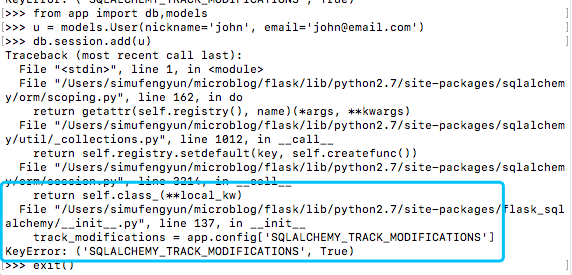 KeyError: ('SQLALCHEMY_TRACK_MODIFICATIONS', True)
[>>> from app import db,models ]
[>>> u = models.User(nickname='john', email='john@email.com') ]
[>>> db.session.add(u) ]
Traceback (most recent call last):
  File "<stdin>", line 1, in <module>
  File "/Users/simufengyun/microblog/flask/lib/python2.7/site-packages/sqlalchem
y/orm/scoping.py", line 162, in do
    return getattr(self.registry(), name)(*args, **kwargs)
  File "/Users/simufengyun/microblog/flask/lib/python2.7/site-packages/sqlalchem
y/util/_collections.py", line 1012, in __call__
    return self.registry.setdefault(key, self.createfunc())
  File "/Users/simufengyun/microblog/flask/lib/python2.7/site-packages/sqlalchem
y/orm/session.py", line 3214, in __call__
    return self.class_(**local_kw)
  File "/Users/simufengyun/microblog/flask/lib/python2.7/site-packages/flask_sql
alchemy/__init__.py", line 137, in __init__
    track_modifications = app.config['SQLALCHEMY_TRACK_MODIFICATIONS']
KeyError: ('SQLALCHEMY_TRACK_MODIFICATIONS', True)
[>>> exit() ]